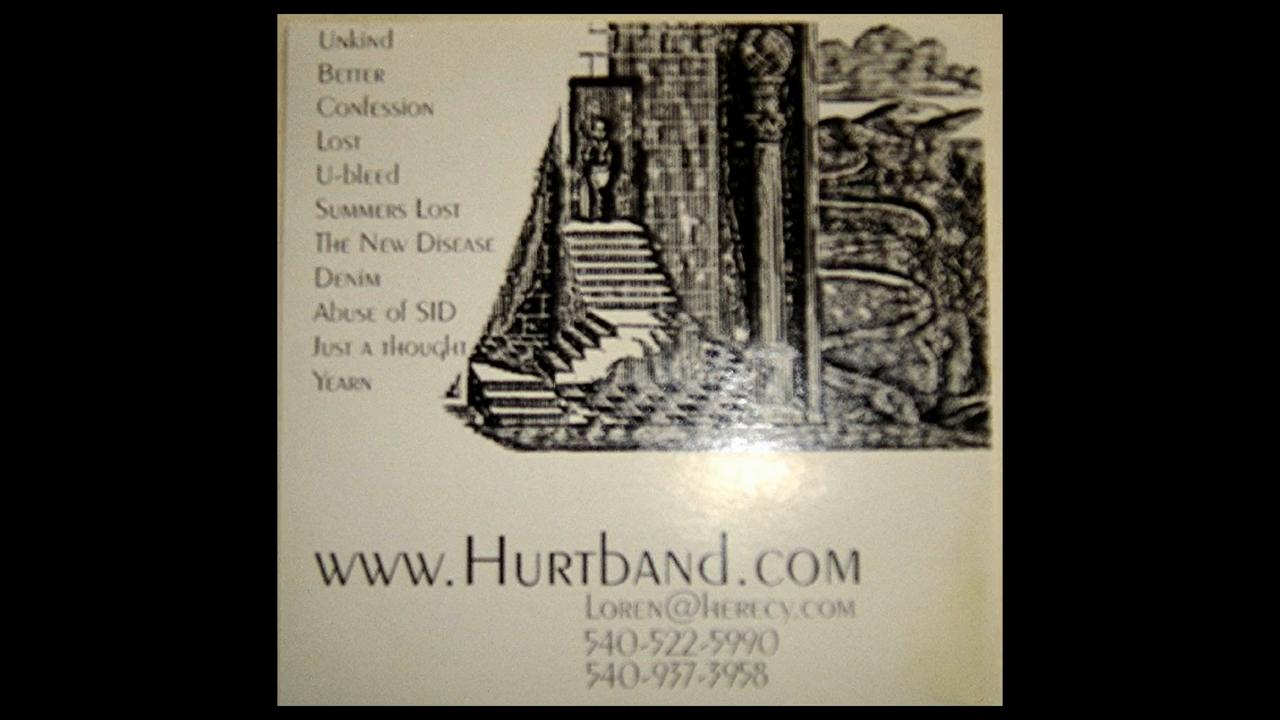 Unkind
Better
Confession
Lost
U-bleed
Summers Lost
The New Disease
Denim
Abuse of SID
Just a thought
Yearn
www.Hurtband.com
Loren@herecy.com
540-522-5990
540-937-3958